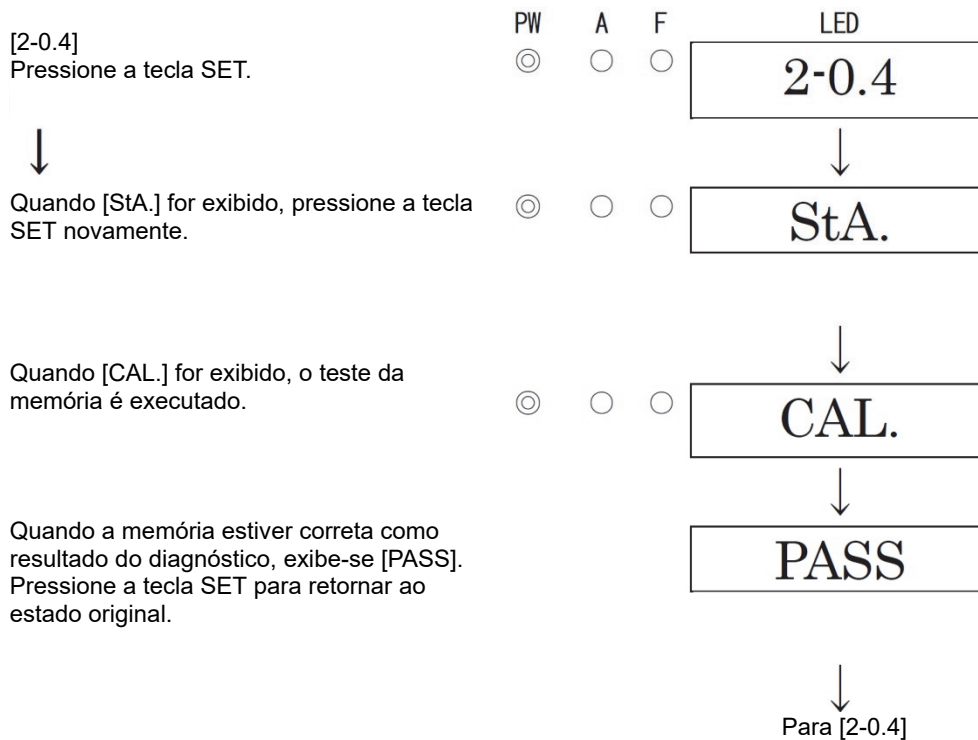 PW A F LED
[2-0.4]
Pressione a tecla SET.
2-0.4
Quando [StA.] for exibido, pressione a tecla
SET novamente.
StA.
Quando [CAL.] for exibido, o teste da
memória é executado.
CAL.
Quando a memória estiver correta como
resultado do diagnóstico, exibe-se [PASS].
Pressione a tecla SET para retornar ao
estado original.
PASS
Para [2-0.4]